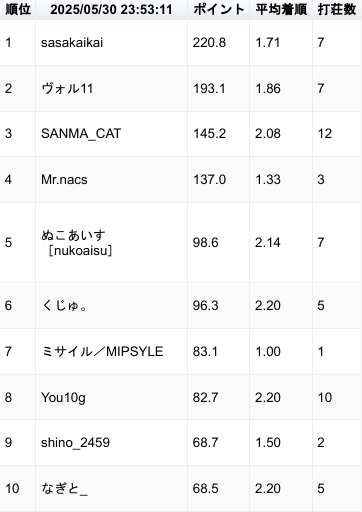 順位 2025/05/30 23:53:11 ポイント 平均着順 打荘数
1 sasakaikai 220.8 1.71 7
2 ヴォル11 193.1 1.86 7
3 SANMA_CAT 145.2 2.08 12
4 Mr.nacs 137.0 1.33 3
5 ぬこあいす 98.6 2.14 7
［nukoaisu］
6 くじゅ。 96.3 2.20 5
7 ミサイル／MIPSYLE 83.1 1.00 1
8 You10g 82.7 2.20 10
9 shino_2459 68.7 1.50 2
10 なぎと_ 68.5 2.20 5